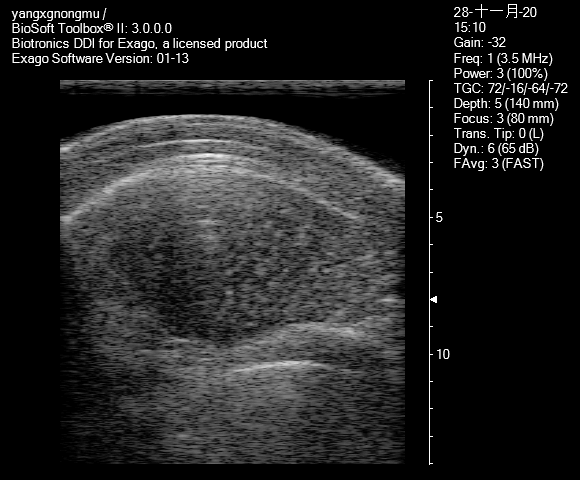 yangxgnongmu /
BioSoft Toolbox® II: 3.0.0.0
Biotronics DDI for Exago, a licensed product
Exago Software Version: 01-13
28-十一月-20
15:10
Gain: -32
Freq: 1 (3.5 MHz)
Power: 3 (100%)
TGC: 72/-16/-64/-72
Depth: 5 (140 mm)
Focus: 3 (80 mm)
Trans. Tip: 0 (L)
Dyn.: 6 (65 dB)
FAvg: 3 (FAST)
5
10